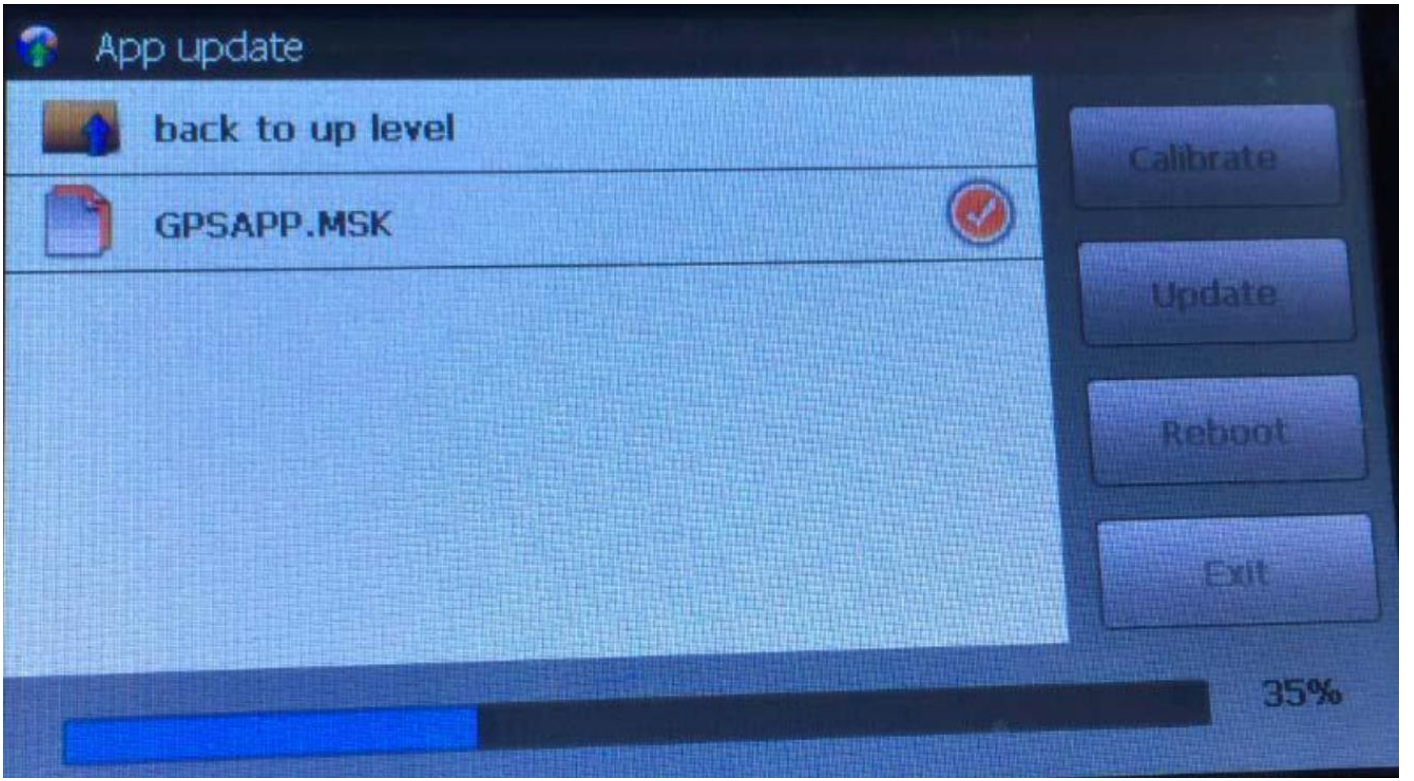 App update
back to up level
GPSAPP.MSK
Calibrate
Update
Reboot
Exit
35%